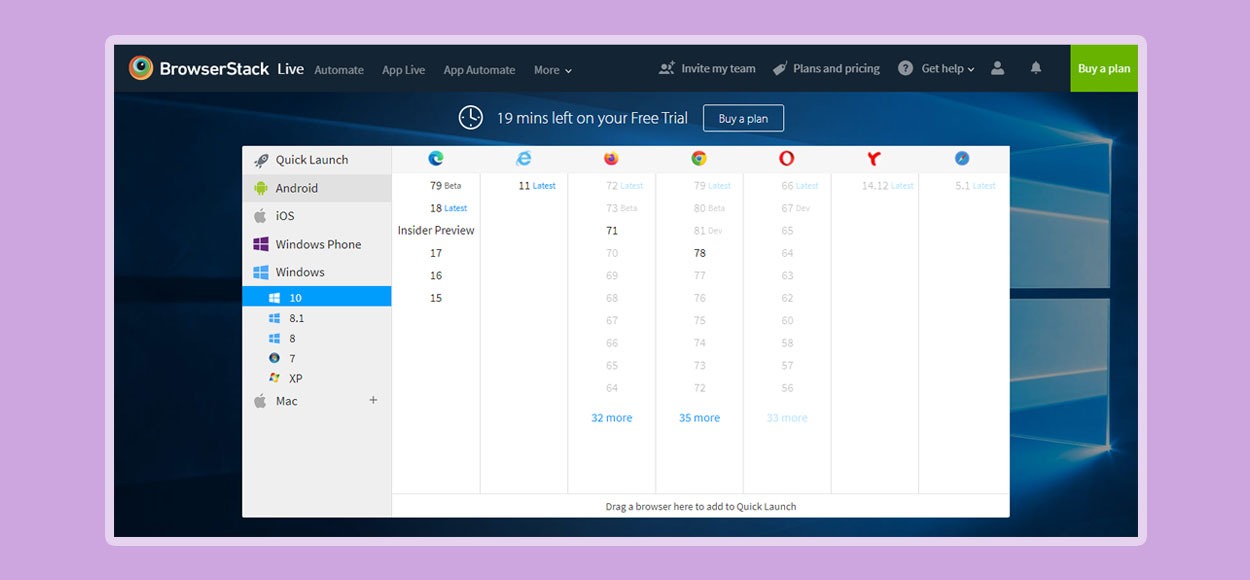 BrowserStack Live Automate App Live App Automate More Invite my team Plans and pricing ? Get help Buy a plan
19 mins left on your Free Trial Buy a plan
Quick Launch
Android
iOS
Windows Phone
Windows
10
8.1
8
7
XP
Mac +
79 Beta 11 Latest 72 Latest 79 Latest 66 Latest 14.12 Latest 5.1 Latest
18 Latest 73 Beta 80 Beta 67 Dev
Insider Preview 71 81 Dev 65
17 70 78 64
16 69 77 63
15 68 76 62
67 75 60
66 74 58
65 73 57
64 72 56
32 more 35 more 33 more
Drag a browser here to add to Quick Launch